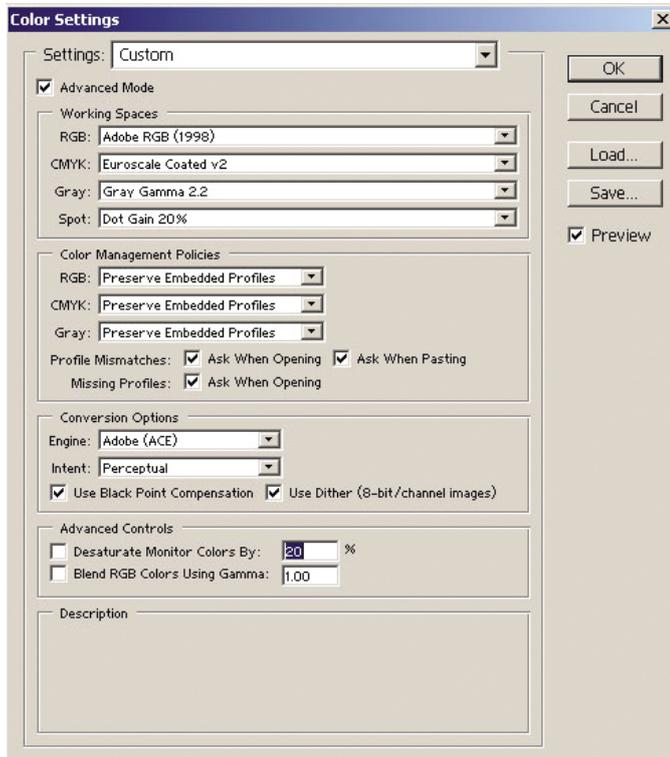 Color Settings
Settings: Custom
OK
Advanced Mode
Cancel
Working Spaces
RGB: Adobe RGB (1998)
CMYK: Euroscale Coated v2
Load...
Gray: Gray Gamma 2.2
Save...
Spot: Dot Gain 20%
Preview
Color Management Policies
RGB: Preserve Embedded Profiles
CMYK: Preserve Embedded Profiles
Gray: Preserve Embedded Profiles
Profile Mismatches: Ask When Opening Ask When Pasting
Missing Profiles: Ask When Opening
Conversion Options
Engine: Adobe (ACE)
Intent: Perceptual
Use Black Point Compensation Use Dither (8-bit/channel images)
Advanced Controls
Desaturate Monitor Colors By: 20 %
Blend RGB Colors Using Gamma: 1.00
Description